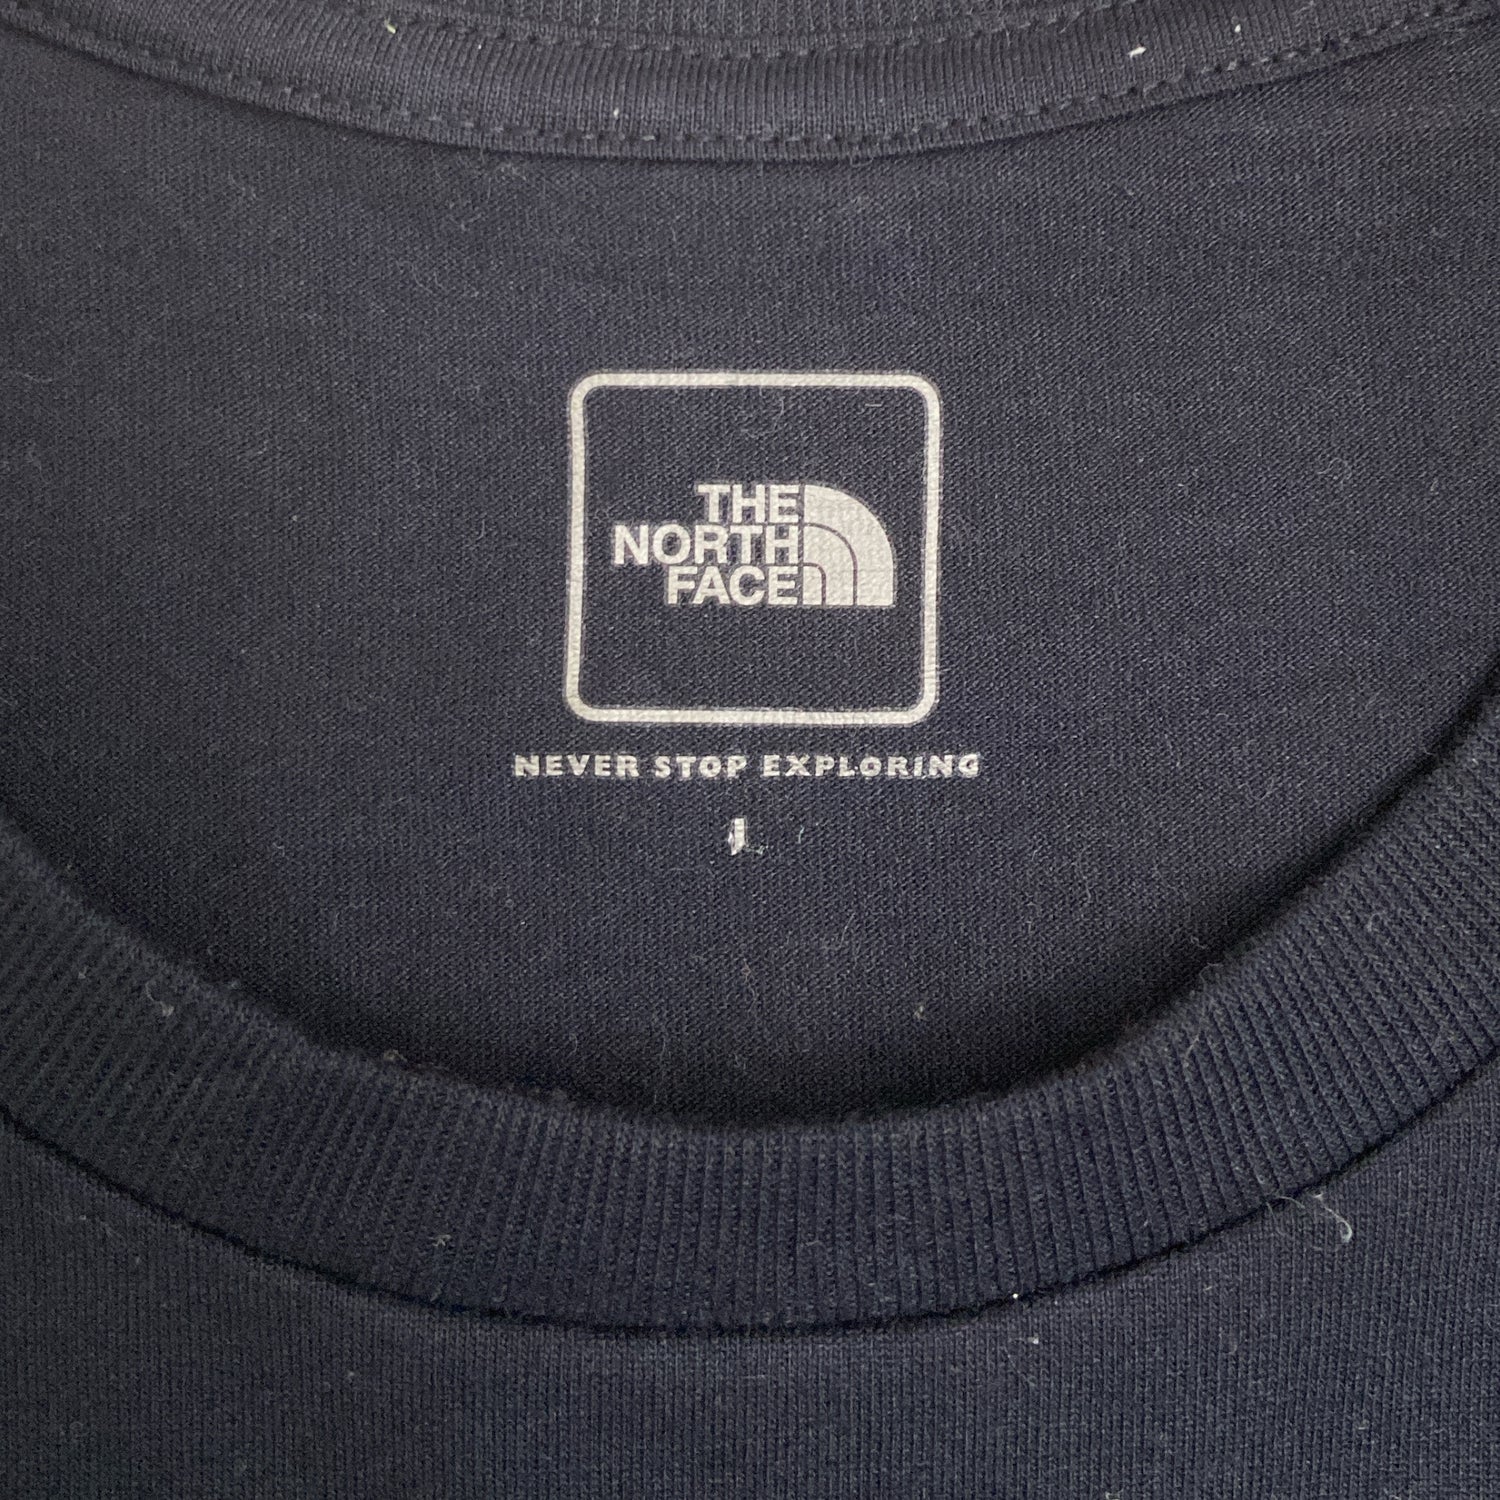 THE
NORTH
FACE
NEVER STOP EXPLORING